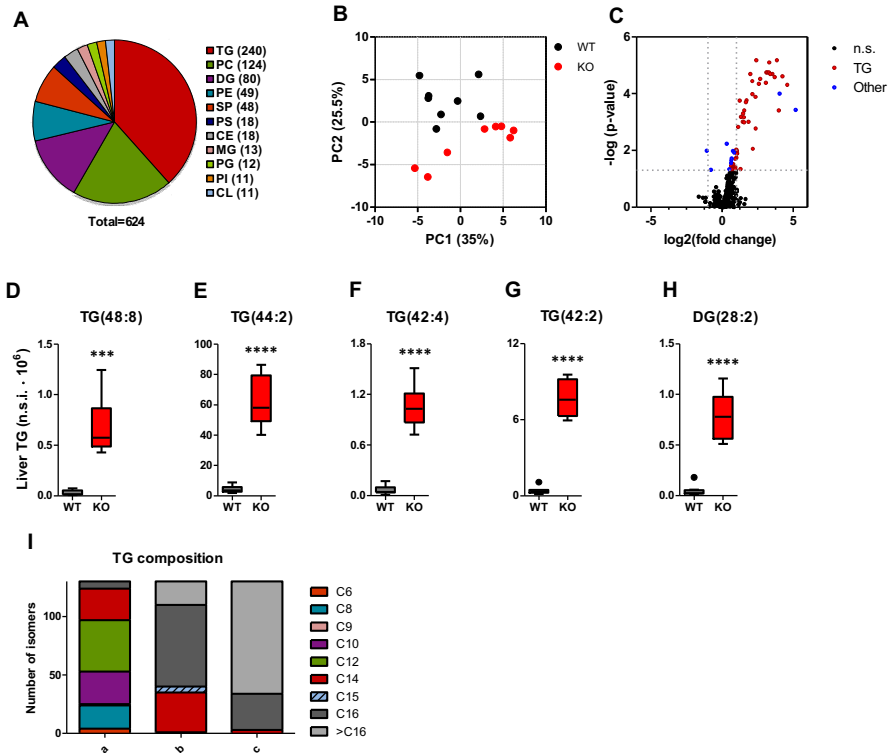 A
TG (240)
PC (124)
DG (80)
PE (49)
SP (48)
PS (18)
CE (18)
MG (13)
PG (12)
PI (11)
CL (11)
Total=624
B
WT
KO
PC2 (25.5%)
10
5
0
-5
-10
-10
-5
0
5
10
PC1 (35%)
C
n.s.
TG
Other
-log (p-value)
6
4
2
0
-5
0
5
log2(fold change)
D
TG(48:8)
Liver TG (n.s.i. · 10⁶)
1.5
1.0
0.5
0.0
***
WT KO
E
TG(44:2)
100
80
60
40
20
0
****
WT KO
F
TG(42:4)
2.0
1.5
1.0
0.5
0.0
****
WT KO
G
TG(42:2)
12
6
0
****
WT KO
H
DG(28:2)
1.5
1.0
0.5
0.0
****
WT KO
I
TG composition
Number of isomers
100
50
0
a
b
c
C6
C8
C9
C10
C12
C14
C15
C16
>C16